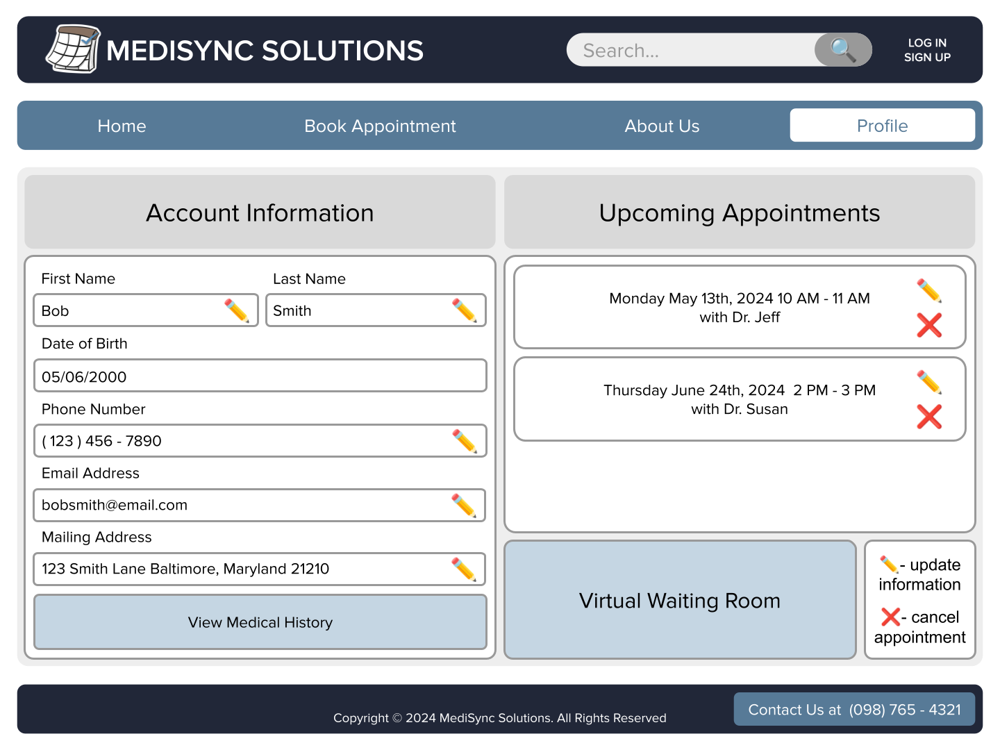 MEDISYNC SOLUTIONS
Search...
LOG IN
SIGN UP
Home
Book Appointment
About Us
Profile
Account Information
First Name
Last Name
Bob
Smith
Date of Birth
05/06/2000
Phone Number
( 123 ) 456 - 7890
Email Address
bobsmith@email.com
Mailing Address
123 Smith Lane Baltimore, Maryland 21210
View Medical History
Upcoming Appointments
Monday May 13th, 2024 10 AM - 11 AM
with Dr. Jeff
Thursday June 24th, 2024  2 PM - 3 PM
with Dr. Susan
Virtual Waiting Room
✏️- update
information
❌- cancel
appointment
Copyright © 2024 MediSync Solutions. All Rights Reserved
Contact Us at  (098) 765 - 4321